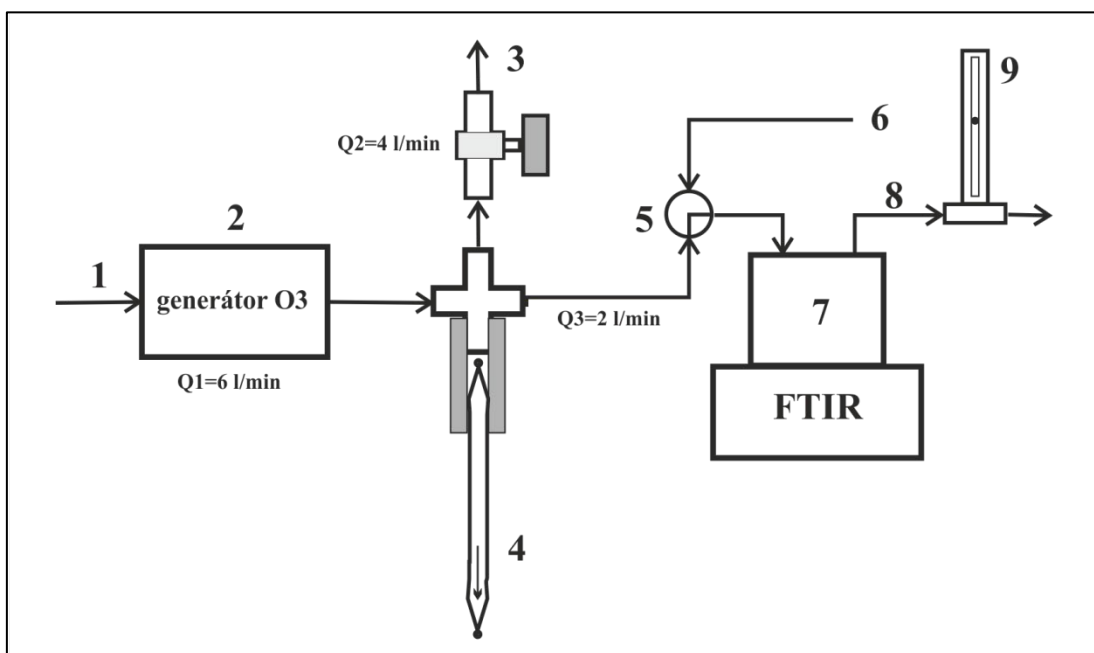 3
9
Q2=4 l/min
6
2
5
8
1
generátor O3
7
Q3=2 l/min
Q1=6 l/min
FTIR
4